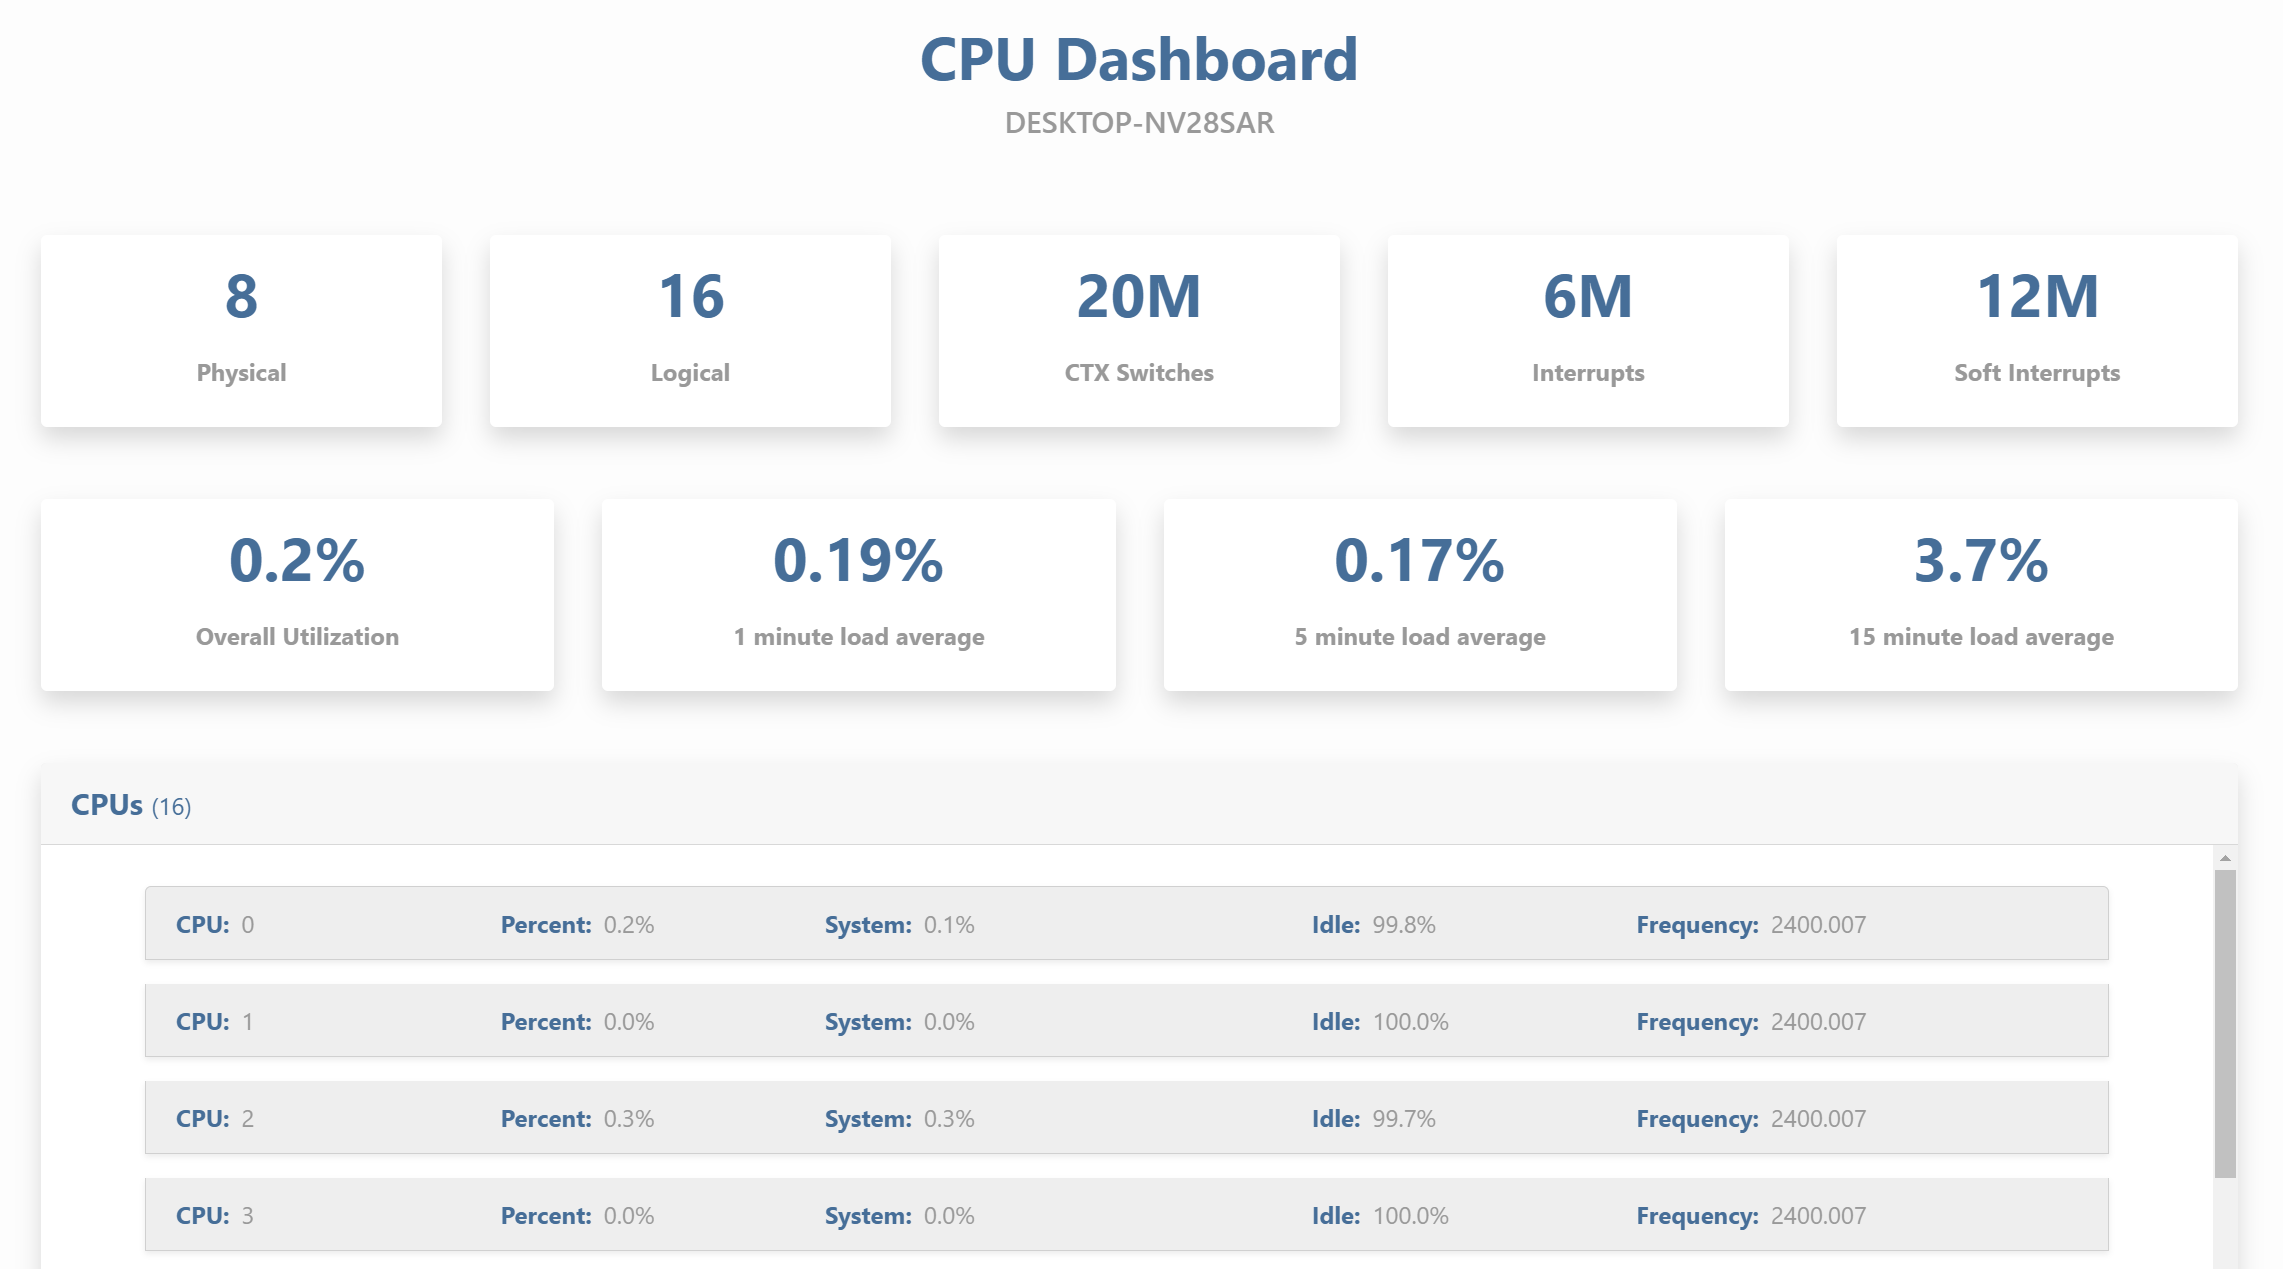 CPU Dashboard
DESKTOP-NV28SAR
8
Physical
16
Logical
20M
CTX Switches
6M
Interrupts
12M
Soft Interrupts
0.2%
Overall Utilization
0.19%
1 minute load average
0.17%
5 minute load average
3.7%
15 minute load average
CPUs (16)
CPU: 0 Percent: 0.2% System: 0.1% Idle: 99.8% Frequency: 2400.007
CPU: 1 Percent: 0.0% System: 0.0% Idle: 100.0% Frequency: 2400.007
CPU: 2 Percent: 0.3% System: 0.3% Idle: 99.7% Frequency: 2400.007
CPU: 3 Percent: 0.0% System: 0.0% Idle: 100.0% Frequency: 2400.007